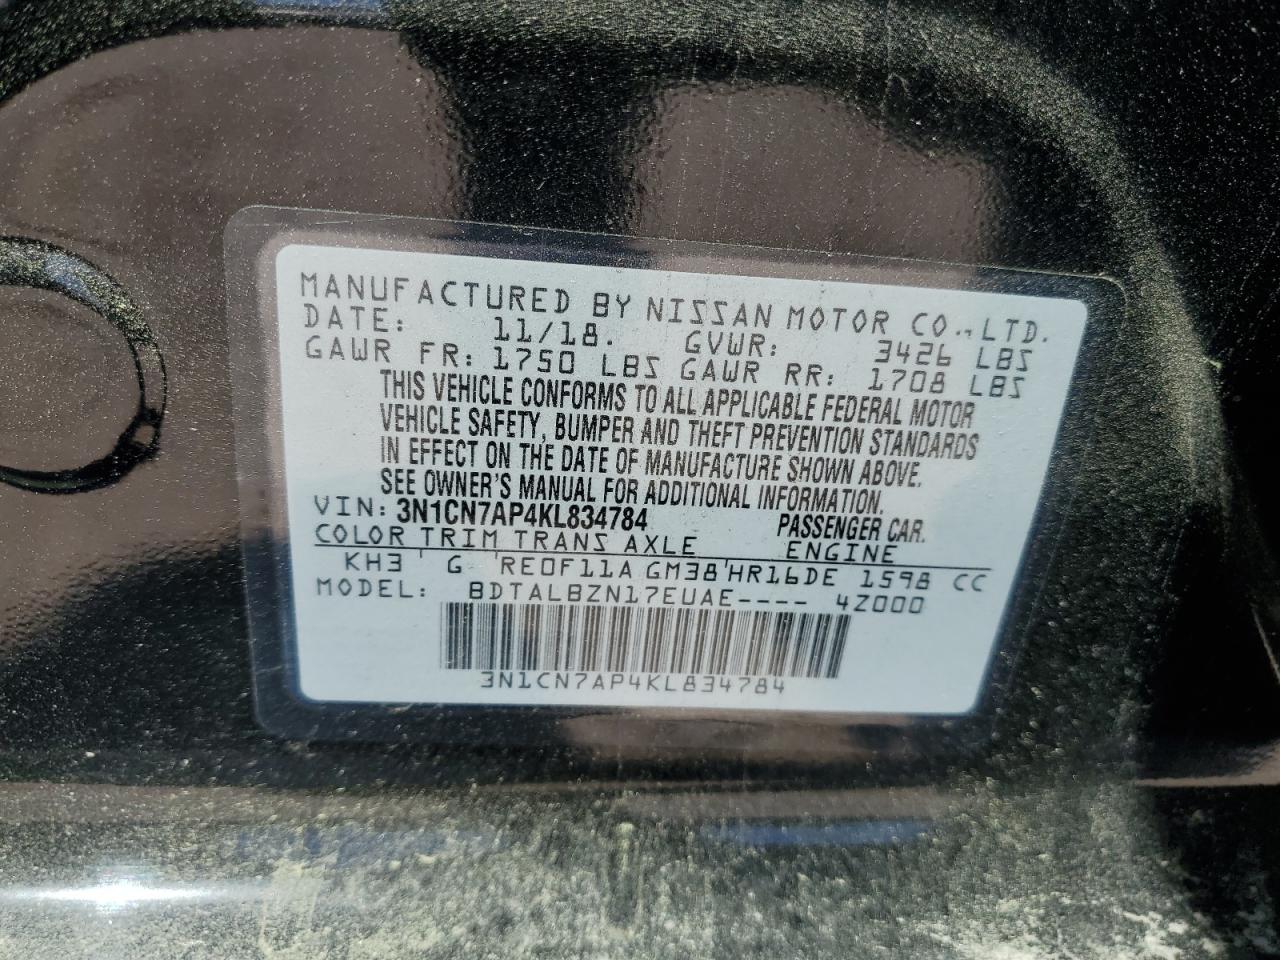 MANUFACTURED BY NISSAN MOTOR CO., LTD.
DATE: 11/18. GVWR: 3426 LBS
GAWR FR: 1750 LBS GAWR RR: 1708 LBS
THIS VEHICLE CONFORMS TO ALL APPLICABLE FEDERAL MOTOR
VEHICLE SAFETY, BUMPER AND THEFT PREVENTION STANDARDS
IN EFFECT ON THE DATE OF MANUFACTURE SHOWN ABOVE.
SEE OWNER'S MANUAL FOR ADDITIONAL INFORMATION.
VIN: 3N1CN7AP4KL834784 PASSENGER CAR.
COLOR TRIM TRANS AXLE ENGINE
KH3 ' G ' RE0F11A GM38 ' HR16DE 1598 CC
MODEL: BDTALBZN17EUAE---- 4Z000
3N1CN7AP4KL834784